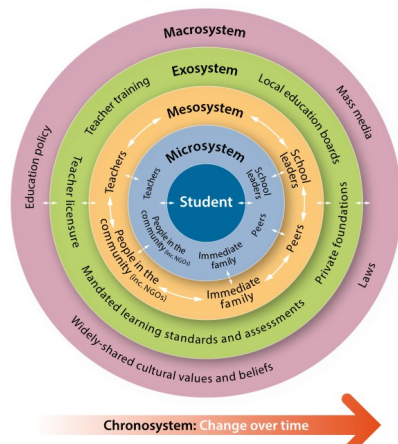 Macrosystem
Education policy
Mass media
Laws
Widely-shared cultural values and beliefs
Exosystem
Teacher training
Local education boards
Teacher licensure
Private foundations
Mandated learning standards and assessments
Mesosystem
Teachers
School
leaders
People in the
community (inc. NGOs)
Peers
Immediate
family
Microsystem
Teachers
School
leaders
People in the
community
(inc. NGOs)
Peers
Immediate
family
Student
Chronosystem: Change over time